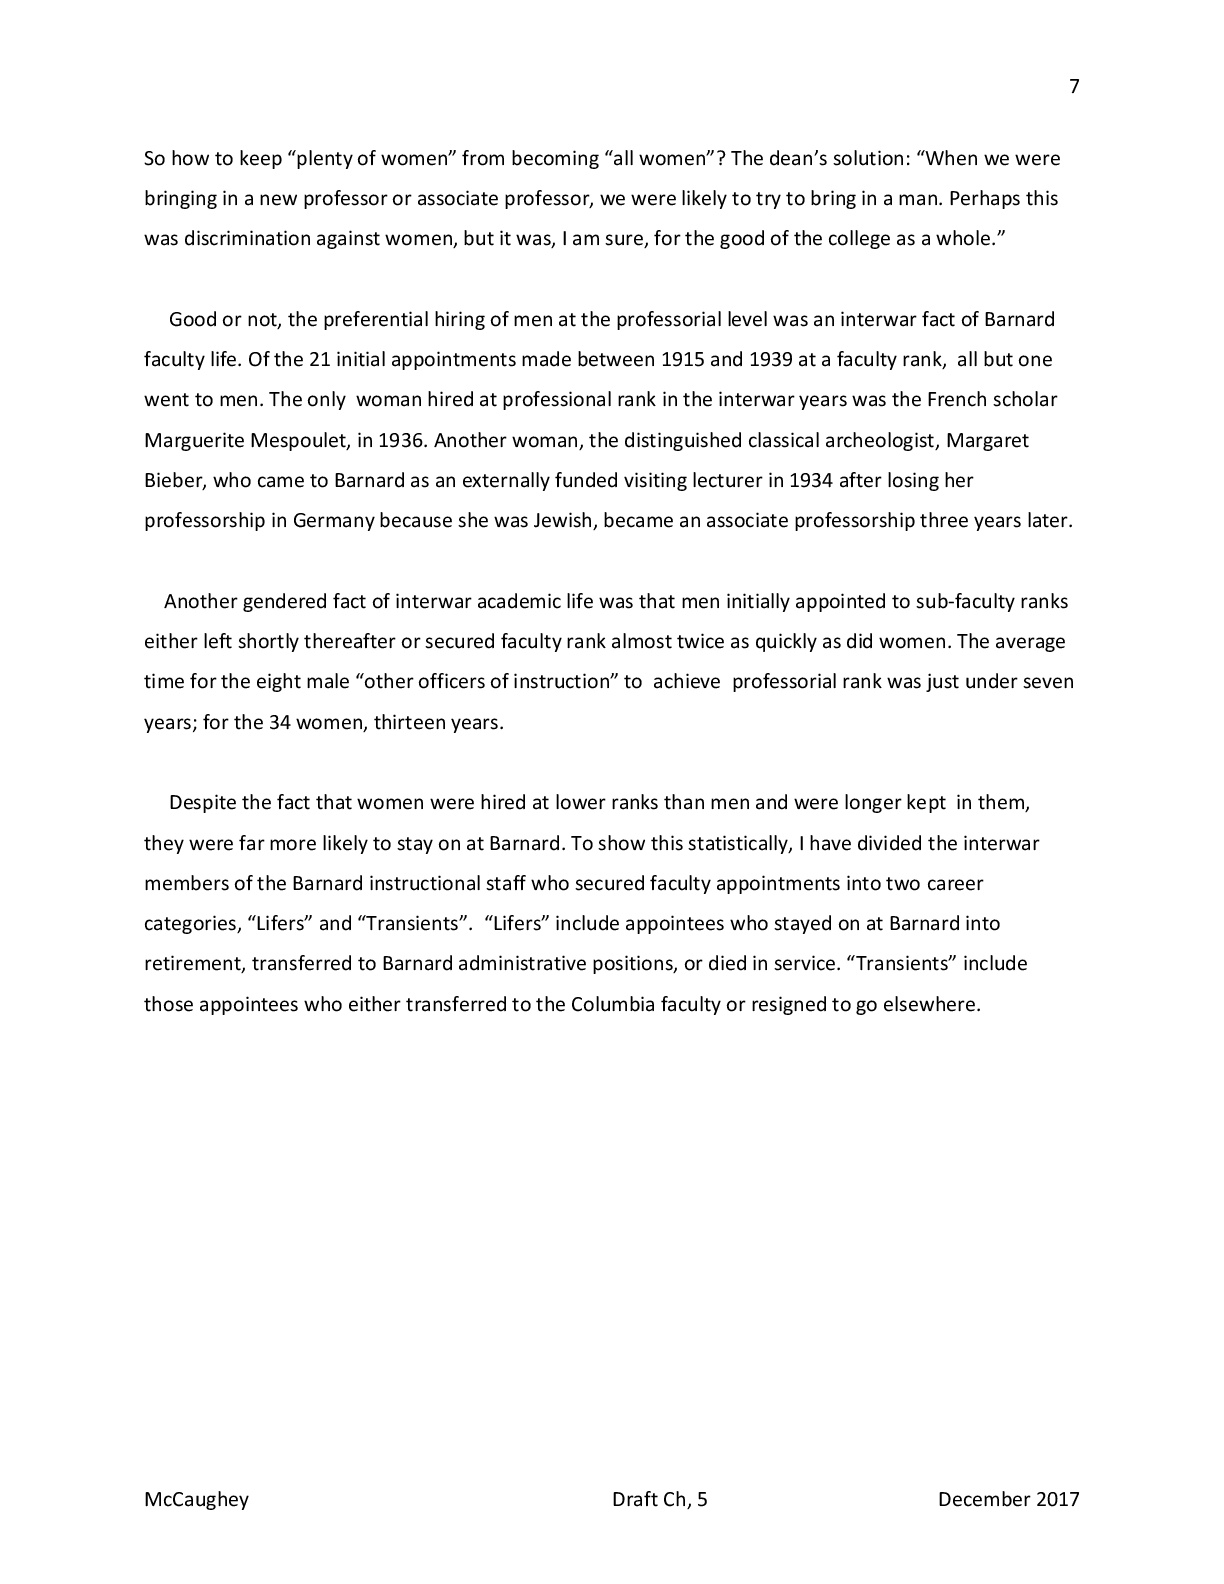 7
So how to keep “plenty of women” from becoming “all women”? The dean’s solution: “When we were
bringing in a new professor or associate professor, we were likely to try to bring in a man. Perhaps this
was discrimination against women, but it was, I am sure, for the good of the college as a whole.”
Good or not, the preferential hiring of men at the professorial level was an interwar fact of Barnard
faculty life. Of the 21 initial appointments made between 1915 and 1939 at a faculty rank,  all but one
went to men. The only  woman hired at professional rank in the interwar years was the French scholar
Marguerite Mespoulet, in 1936. Another woman, the distinguished classical archeologist, Margaret
Bieber, who came to Barnard as an externally funded visiting lecturer in 1934 after losing her
professorship in Germany because she was Jewish, became an associate professorship three years later.
Another gendered fact of interwar academic life was that men initially appointed to sub-faculty ranks
either left shortly thereafter or secured faculty rank almost twice as quickly as did women. The average
time for the eight male “other officers of instruction” to  achieve  professorial rank was just under seven
years; for the 34 women, thirteen years.
Despite the fact that women were hired at lower ranks than men and were longer kept  in them,
they were far more likely to stay on at Barnard. To show this statistically, I have divided the interwar
members of the Barnard instructional staff who secured faculty appointments into two career
categories, “Lifers” and “Transients”.  “Lifers” include appointees who stayed on at Barnard into
retirement, transferred to Barnard administrative positions, or died in service. “Transients” include
those appointees who either transferred to the Columbia faculty or resigned to go elsewhere.
McCaughey Draft Ch, 5 December 2017